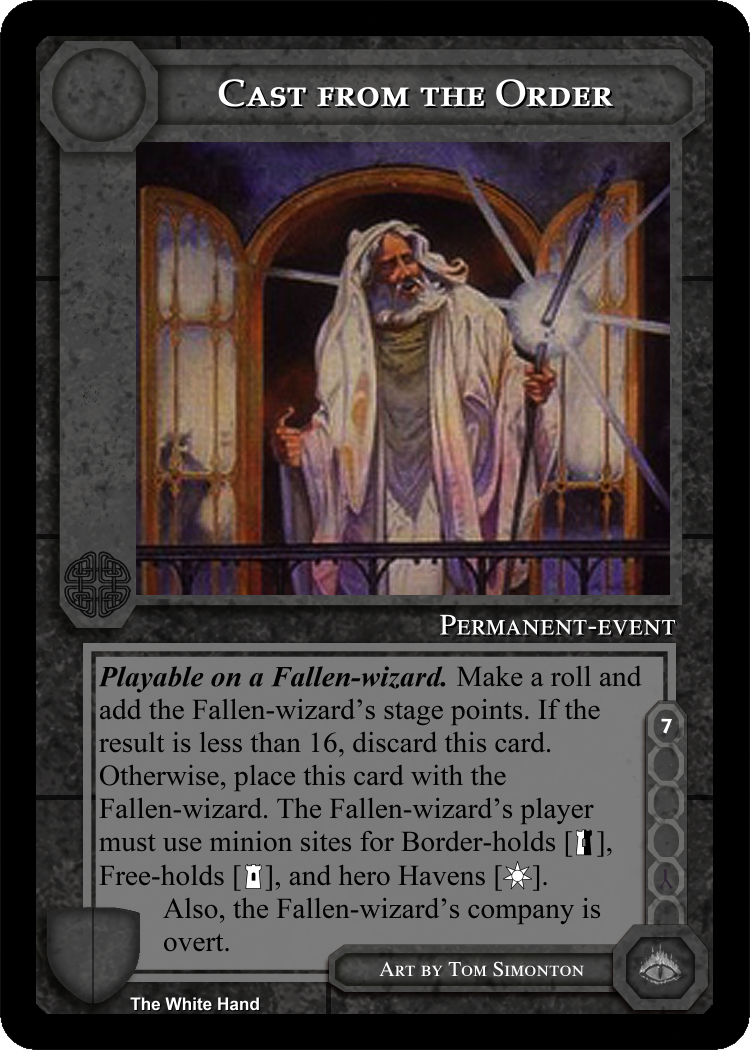 Cast from the Order
Permanent-event
Playable on a Fallen-wizard. Make a roll and
add the Fallen-wizard’s stage points. If the
result is less than 16, discard this card.
Otherwise, place this card with the
Fallen-wizard. The Fallen-wizard’s player
must use minion sites for Border-holds [ ],
Free-holds [ ], and hero Havens [ ].
Also, the Fallen-wizard’s company is
overt.
7
Art by Tom Simonton
The White Hand